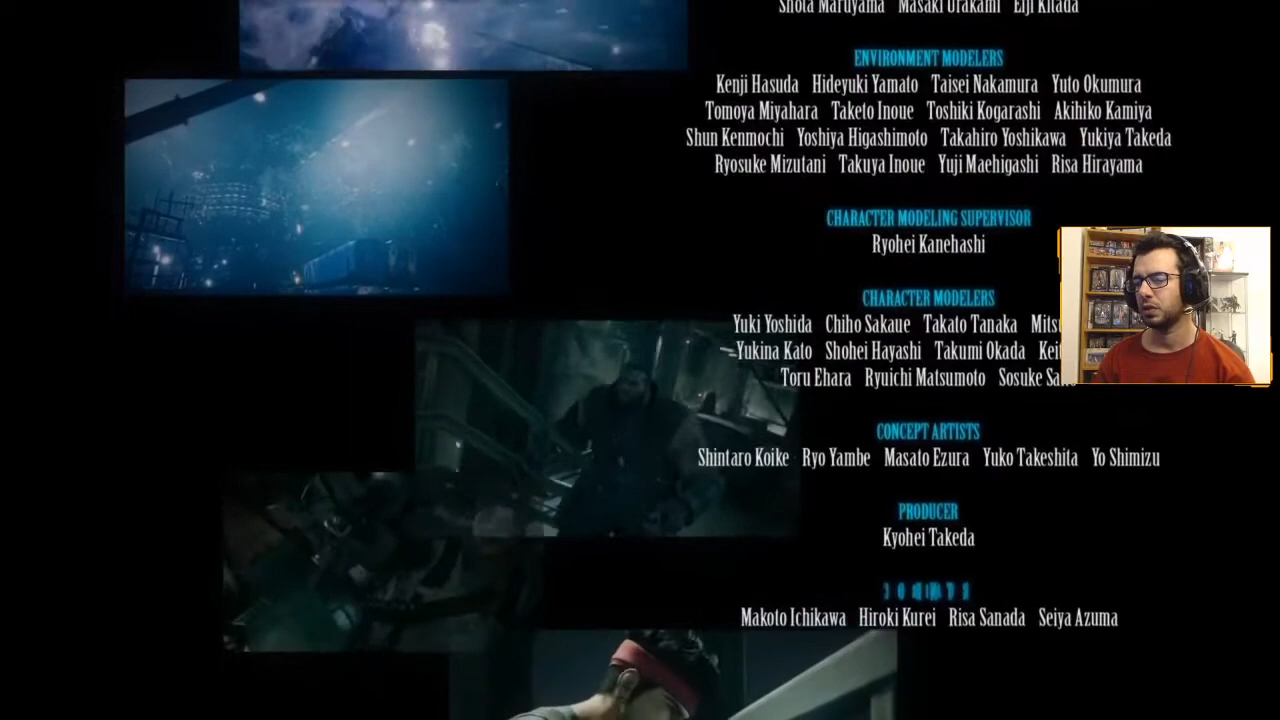 Shota Maruyama Masaki Urakami Eiji Kitada
ENVIRONMENT MODELERS
Kenji Hasuda Hideyuki Yamato Taisei Nakamura Yuto Okumura
Tomoya Miyahara Taketo Inoue Toshiki Kogarashi Akihiko Kamiya
Shun Kenmochi Yoshiya Higashimoto Takahiro Yoshikawa Yukiya Takeda
Ryosuke Mizutani Takuya Inoue Yuji Maehigashi Risa Hirayama
CHARACTER MODELING SUPERVISOR
Ryohei Kanehashi
CHARACTER MODELERS
Yuki Yoshida Chiho Sakaue Takato Tanaka
Yukina Kato Shohei Hayashi Takumi Okada
Toru Ehara Ryuichi Matsumoto Sosuke
CONCEPT ARTISTS
Shintaro Koike Ryo Yambe Masato Ezura Yuko Takeshita Yo Shimizu
PRODUCER
Kyohei Takeda
Makoto Ichikawa Hiroki Kurei Risa Sanada Seiya Azuma